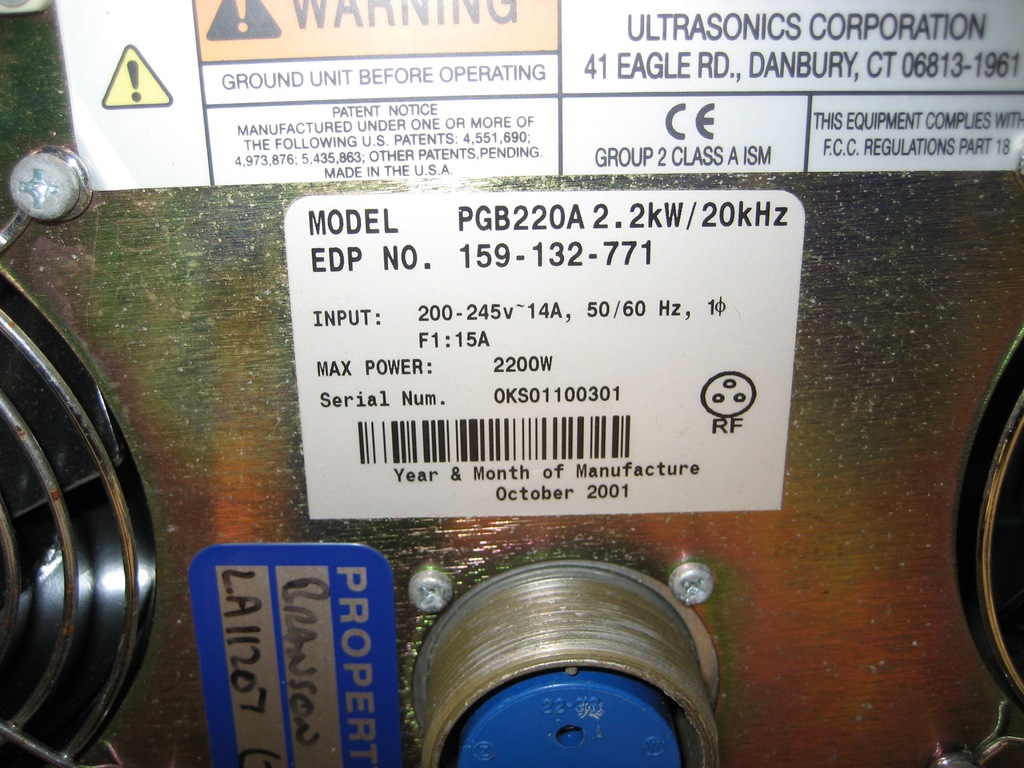 WARNING
GROUND UNIT BEFORE OPERATING
PATENT NOTICE
MANUFACTURED UNDER ONE OR MORE OF
THE FOLLOWING U.S. PATENTS: 4,551,690;
4,973,876; 5,435,863; OTHER PATENTS,PENDING.
MADE IN THE U.S.A.
ULTRASONICS CORPORATION
41 EAGLE RD., DANBURY, CT 06813-1961
CE
GROUP 2 CLASS A ISM
THIS EQUIPMENT COMPLIES WITH
F.C.C. REGULATIONS PART 18
MODEL PGB220A 2.2kW/20kHz
EDP NO. 159-132-771
INPUT: 200-245v~14A, 50/60 Hz, 1ϕ
F1:15A
MAX POWER: 2200W
Serial Num. OKS01100301
RF
Year & Month of Manufacture
October 2001
PROPERT
BRANSON
LA11207
A